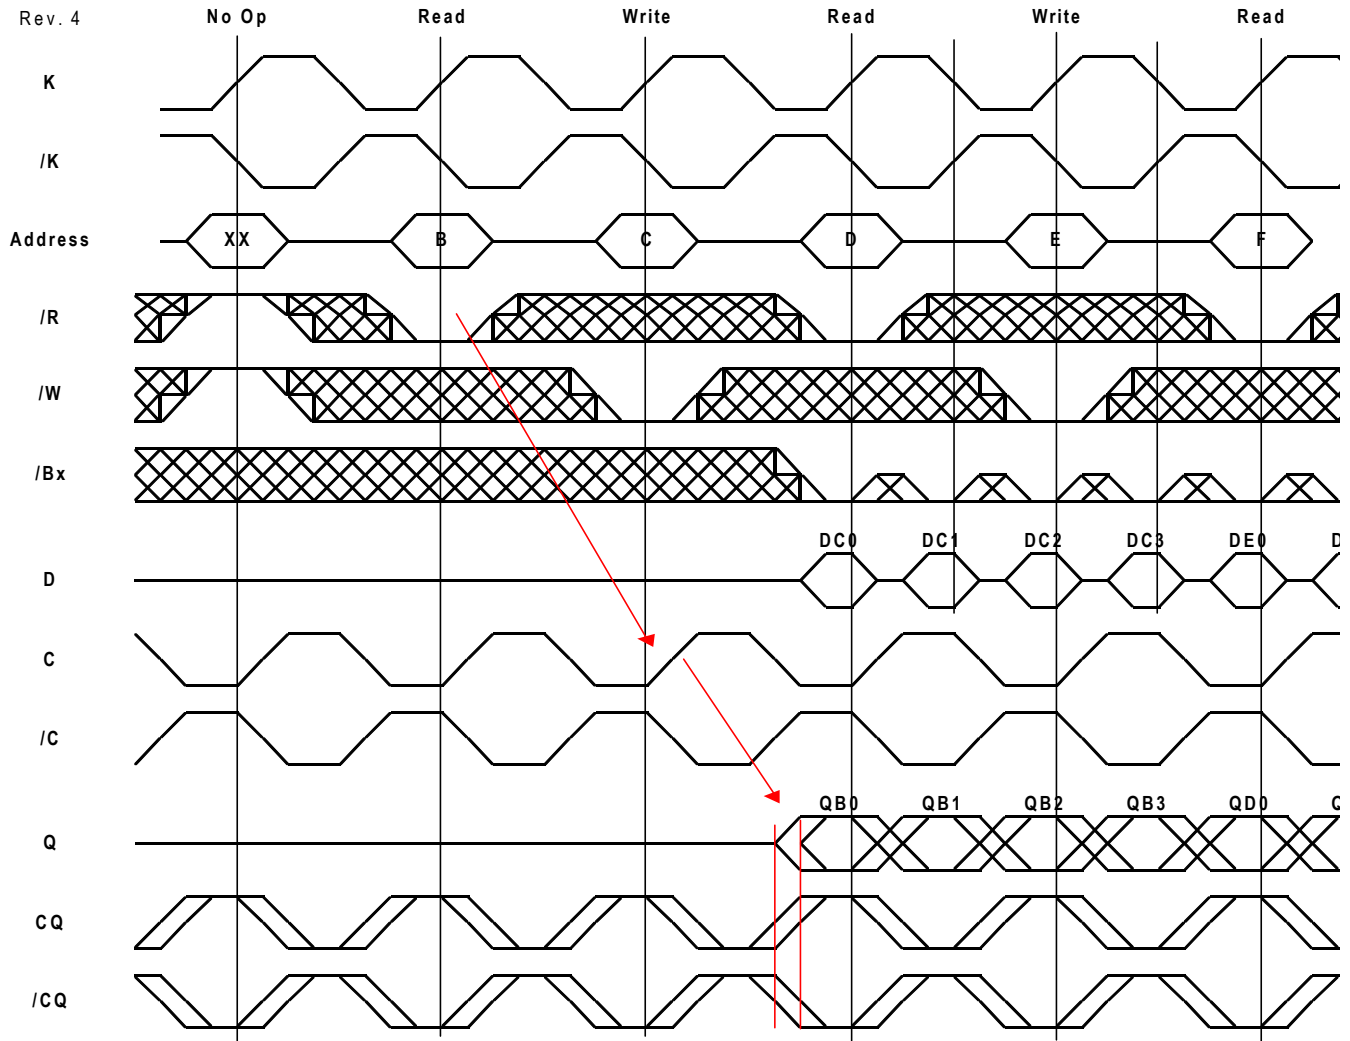 Rev. 4 No Op Read Write Read Write Read
K
/K
Address XX B C D E F
/R
/W
/Bx
DC0 DC1 DC2 DC3 DE0 D
D
C
/C
QB0 QB1 QB2 QB3 QD0
Q
CQ
/CQ